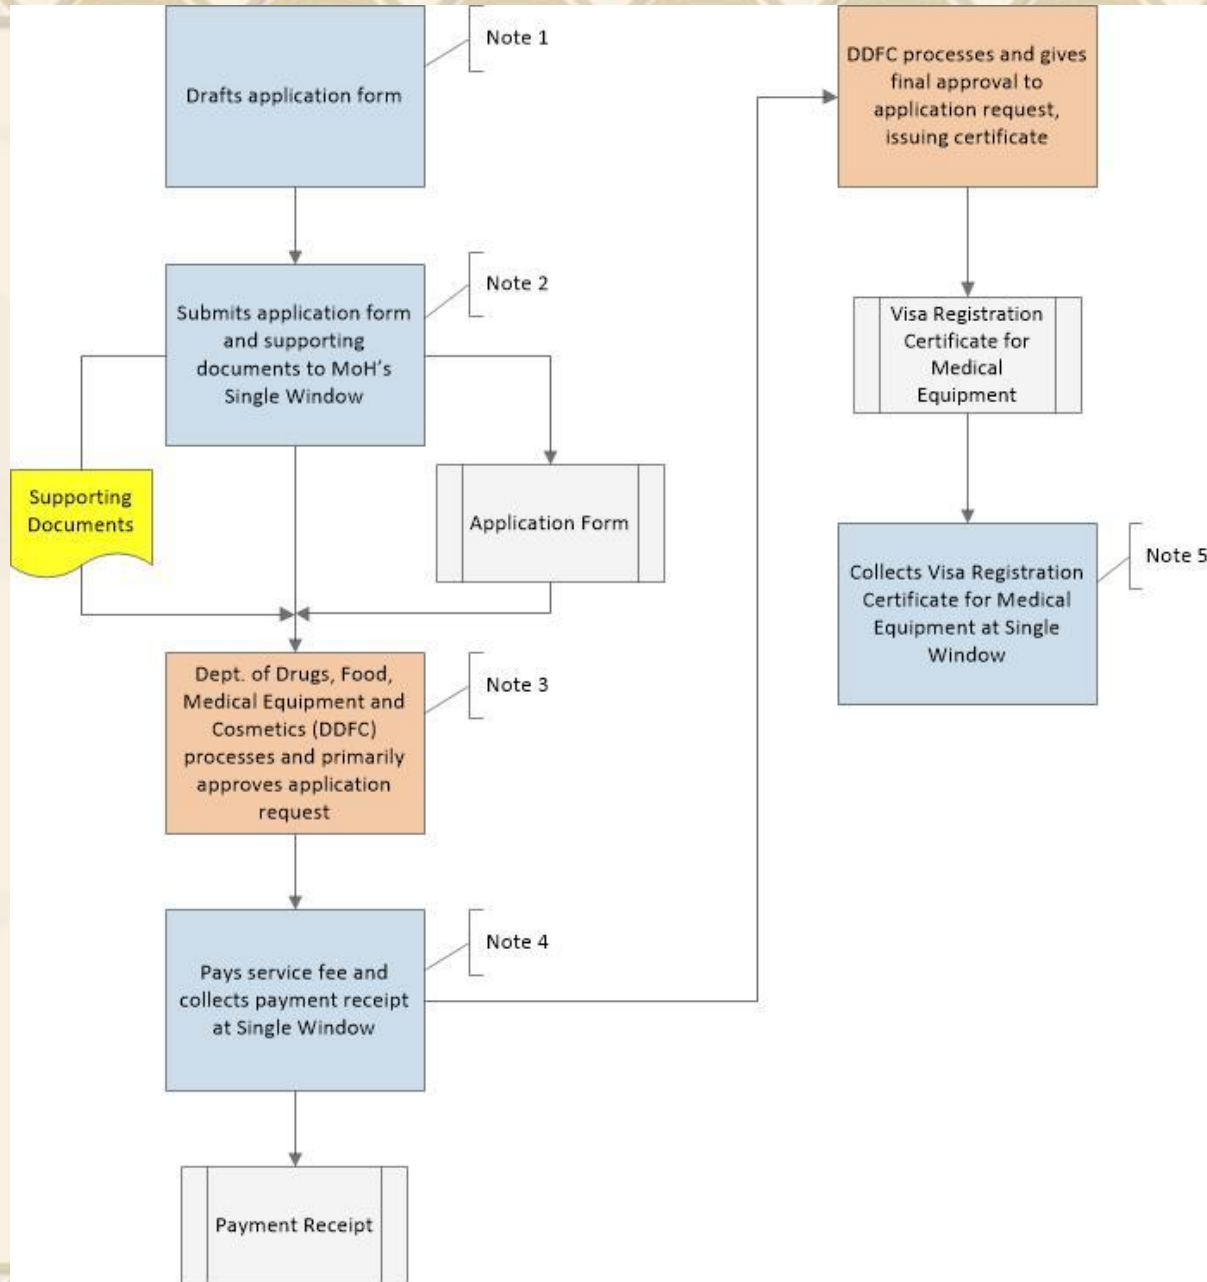 Drafts application form
Note 1
Submits application form
and supporting
documents to MoH's
Single Window
Note 2
Supporting
Documents
Application Form
Dept. of Drugs, Food,
Medical Equipment and
Cosmetics (DDFC)
processes and primarily
approves application
request
Note 3
Pays service fee and
collects payment receipt
at Single Window
Note 4
Payment Receipt
DDFC processes and gives
final approval to
application request,
issuing certificate
Visa Registration
Certificate for
Medical
Equipment
Collects Visa Registration
Certificate for Medical
Equipment at Single
Window
Note 5